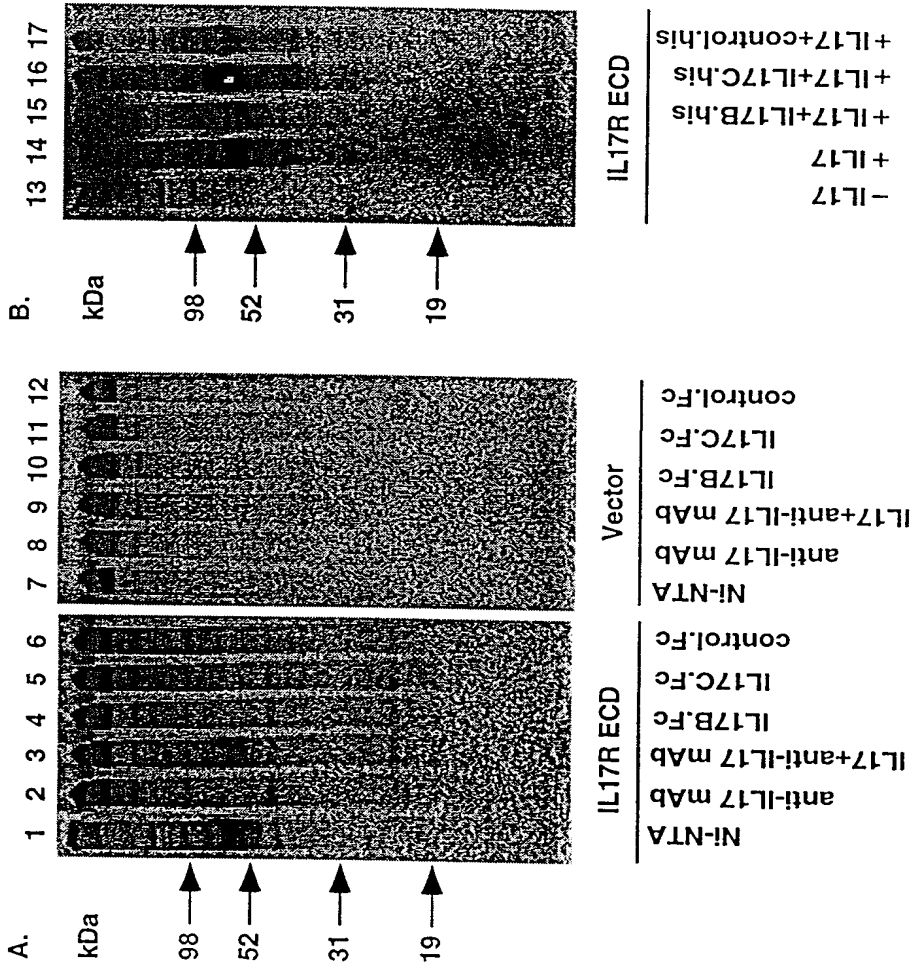 A.
kDa
1 2 3 4 5 6
98
52
31
19
IL17R ECD
Ni-NTA
anti-IL17 mAb
IL17+anti-IL17 mAb
IL17B.Fc
IL17C.Fc
control.Fc
7 8 9 10 11 12
Vector
Ni-NTA
anti-IL17 mAb
IL17+anti-IL17 mAb
IL17B.Fc
IL17C.Fc
control.Fc
B.
kDa
13 14 15 16 17
98
52
31
19
IL17R ECD
– IL17
+ IL17
+ IL17+IL17B.his
+ IL17+IL17C.his
+ IL17+control.his